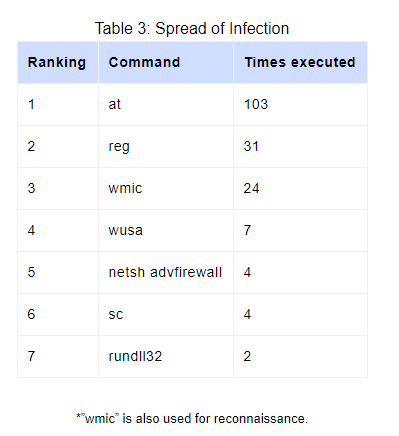 Table 3: Spread of Infection
Ranking Command Times executed
1 at 103
2 reg 31
3 wmic 24
4 wusa 7
5 netsh advfirewall 4
6 sc 4
7 rundll32 2
*"wmic" is also used for reconnaissance.